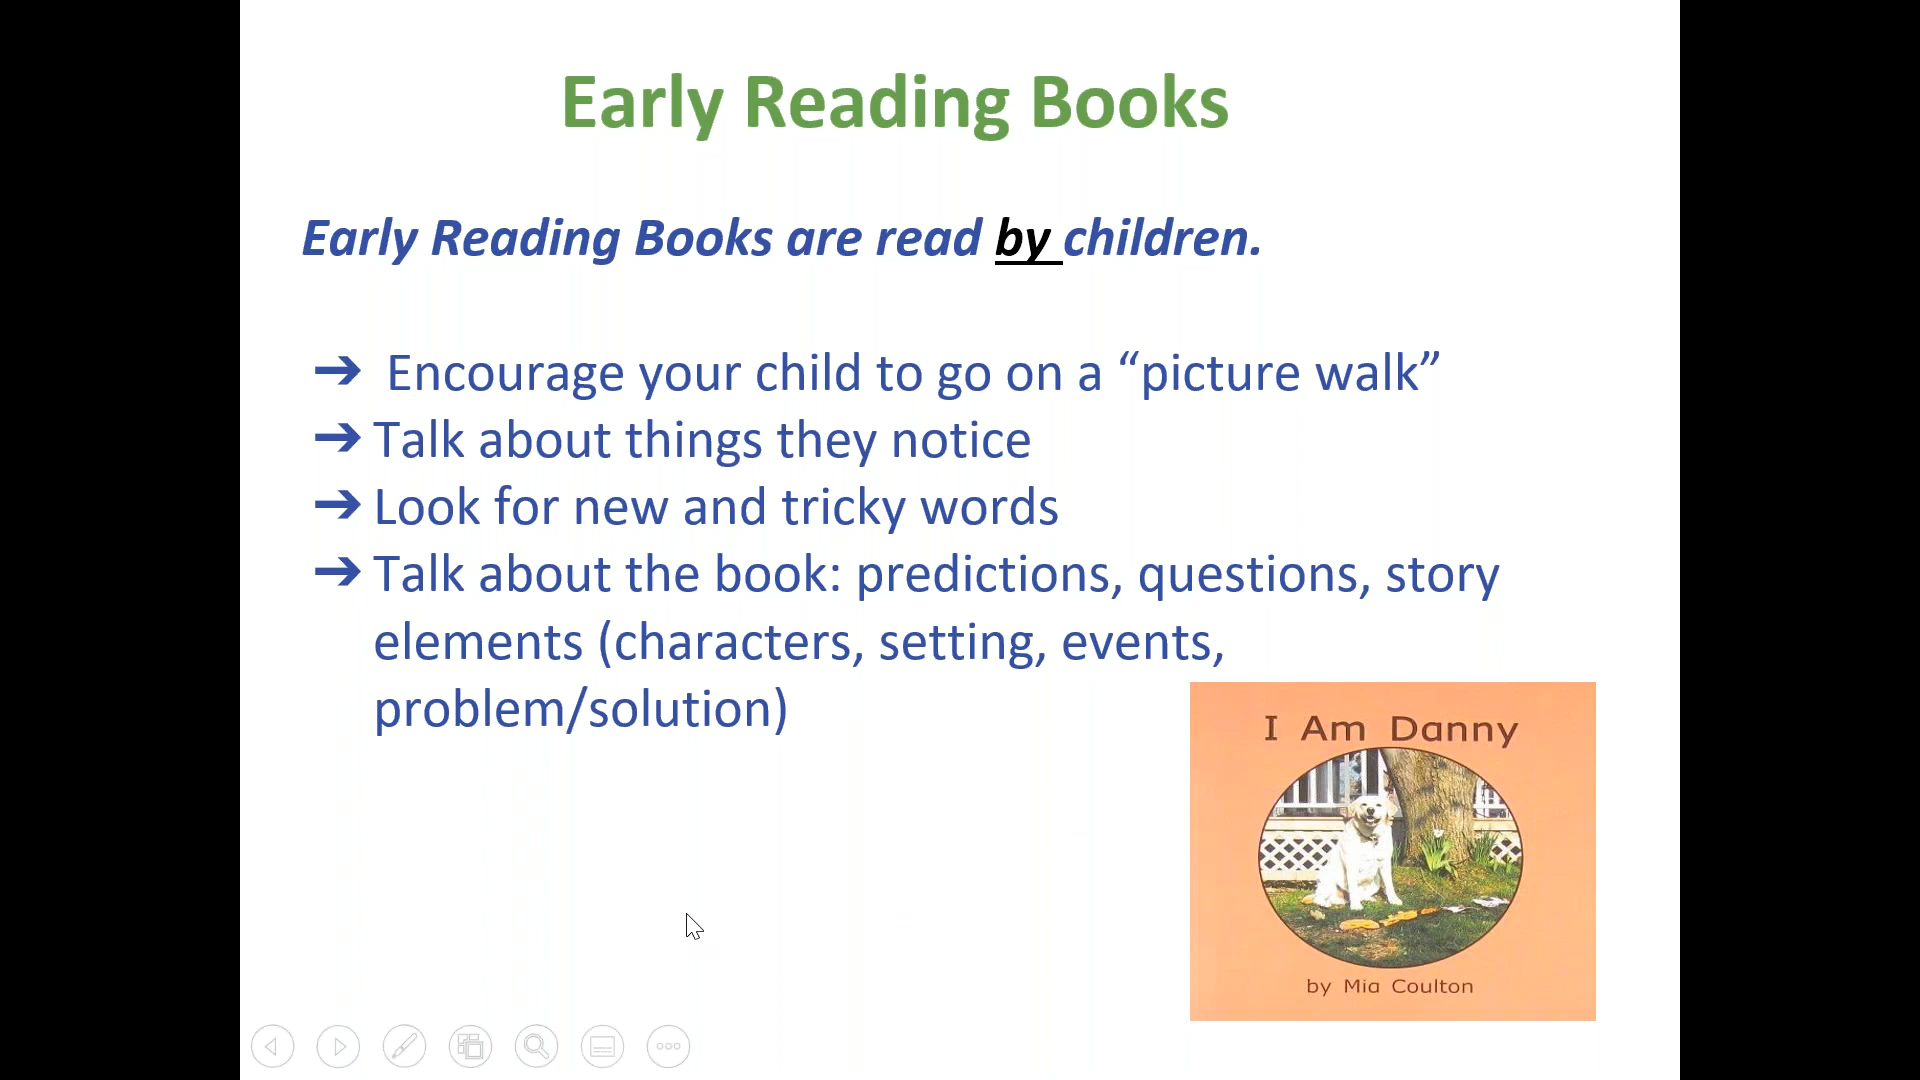 Early Reading Books
Early Reading Books are read by children.
➔ Encourage your child to go on a “picture walk”
➔ Talk about things they notice
➔ Look for new and tricky words
➔ Talk about the book: predictions, questions, story
elements (characters, setting, events,
problem/solution)
I Am Danny
by Mia Coulton